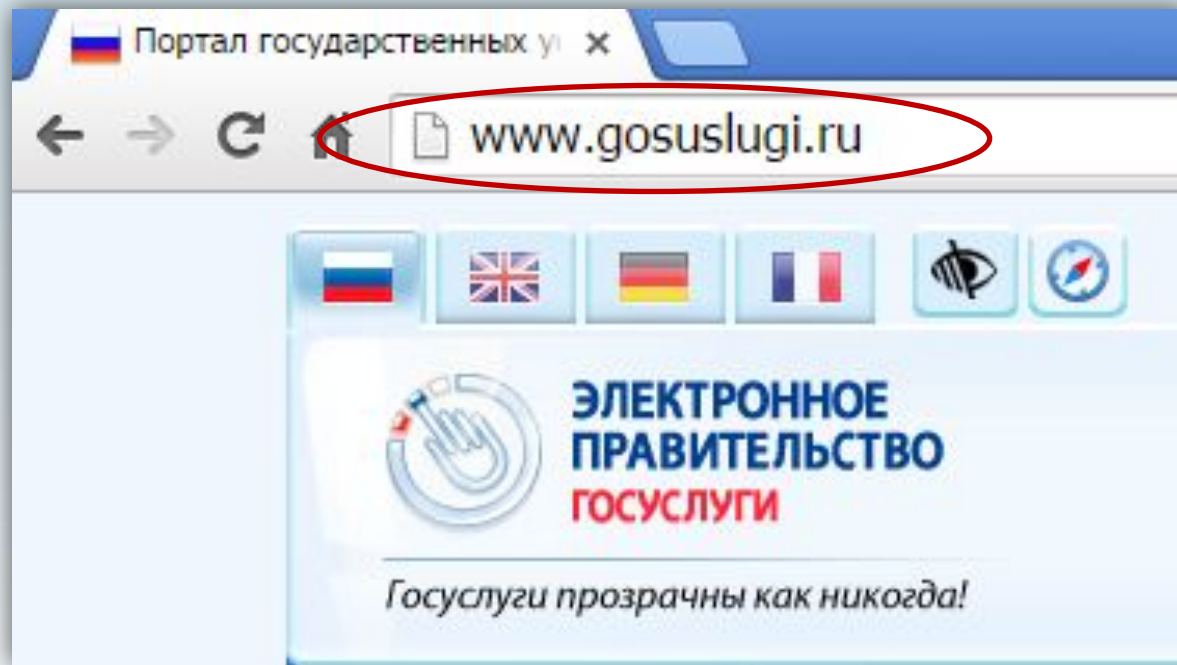 Портал государственных у
www.gosuslugi.ru
ЭЛЕКТРОННОЕ
ПРАВИТЕЛЬСТВО
ГОСУСЛУГИ
Госуслуги прозрачны как никогда!